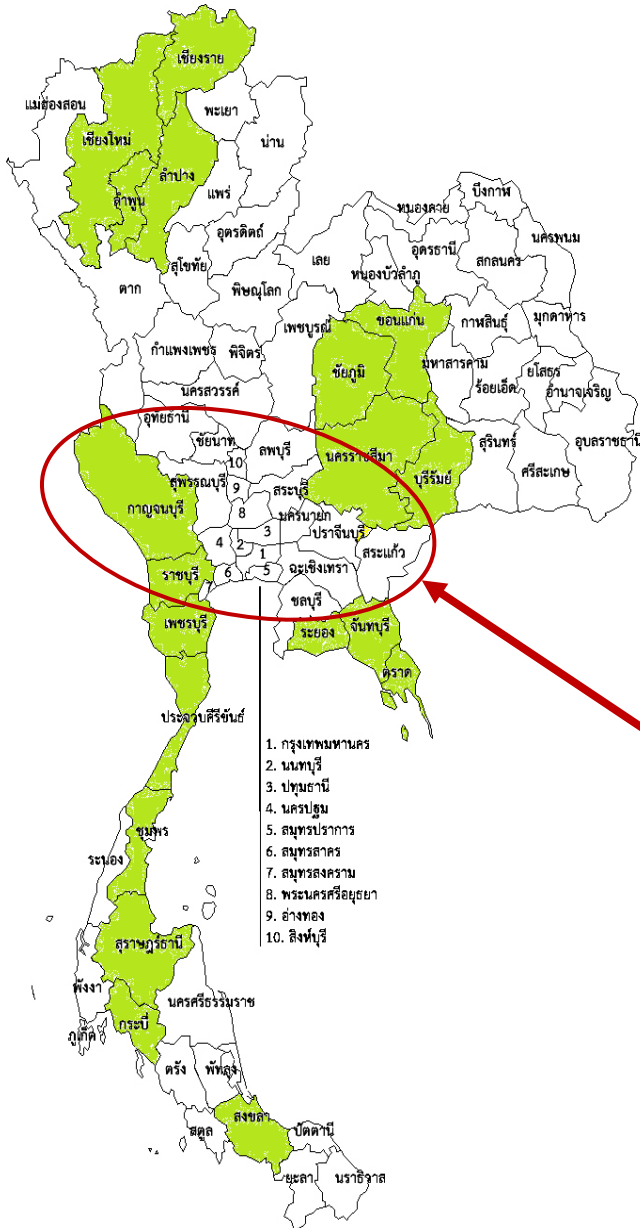 เชียงราย
พะเยา
แม่ฮ่องสอน
เชียงใหม่
น่าน
ลำปาง
ลำพูน
แพร่
อุตรดิตถ์
สุโขทัย
ตาก
พิษณุโลก
เพชรบูรณ์
กำแพงเพชร
พิจิตร
นครสวรรค์
บึงกาฬ
หนองคาย
นครพนม
อุดรธานี
สกลนคร
เลย
หนองบัวลำภู
ขอนแก่น
กาฬสินธุ์
มุกดาหาร
ชัยภูมิ
มหาสารคาม
ร้อยเอ็ด
ยโสธร
อำนาจเจริญ
สุรินทร์
ศรีสะเกษ
อุบลราชธานี
นครราชสีมา
บุรีรัมย์
อุทัยธานี
ชัยนาท
ลพบุรี
10
สุพรรณบุรี
9
สระบุรี
กาญจนบุรี
8
นครนายก
ปราจีนบุรี
สระแก้ว
4
2
3
1
5
6
7
ฉะเชิงเทรา
ราชบุรี
ชลบุรี
เพชรบุรี
ระยอง
จันทบุรี
ตราด
ประจวบคีรีขันธ์
1. กรุงเทพมหานคร
2. นนทบุรี
3. ปทุมธานี
4. นครปฐม
5. สมุทรปราการ
6. สมุทรสาคร
7. สมุทรสงคราม
8. พระนครศรีอยุธยา
9. อ่างทอง
10. สิงห์บุรี
ชุมพร
ระนอง
สุราษฎร์ธานี
พังงา
นครศรีธรรมราช
กระบี่
ภูเก็ต
ตรัง
พัทลุง
สงขลา
สตูล
ปัตตานี
ยะลา
นราธิวาส